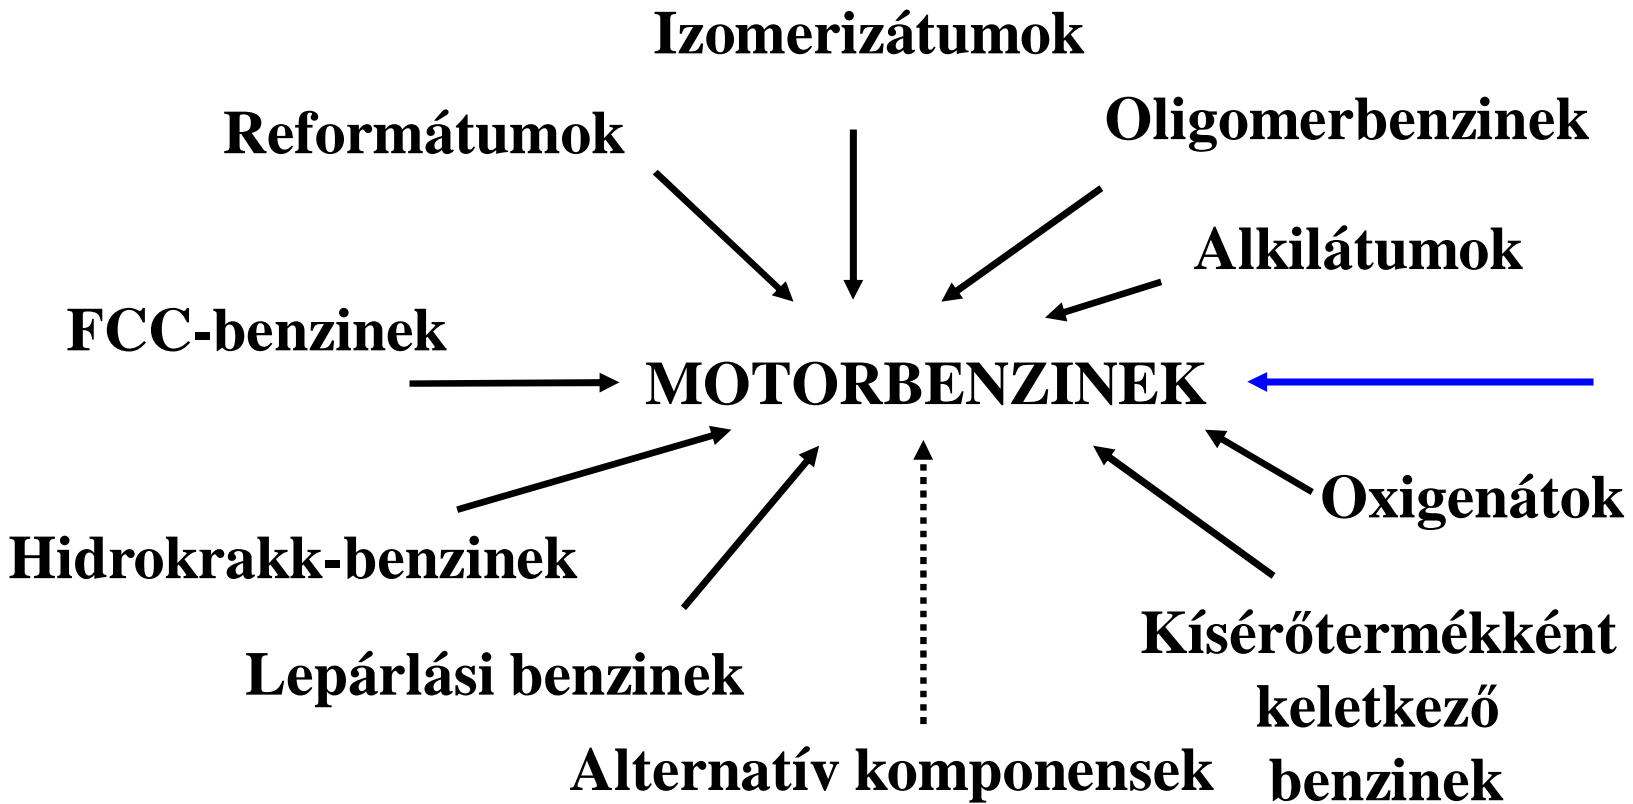 Izomerizátumok
Reformátumok
Oligomerbenzinek
Alkilátumok
FCC-benzinek
MOTORBENZINEK
Oxigenátok
Hidrokrakk-benzinek
Lepárlási benzinek
Kísérőtermékként
keletkező
benzinek
Alternatív komponensek